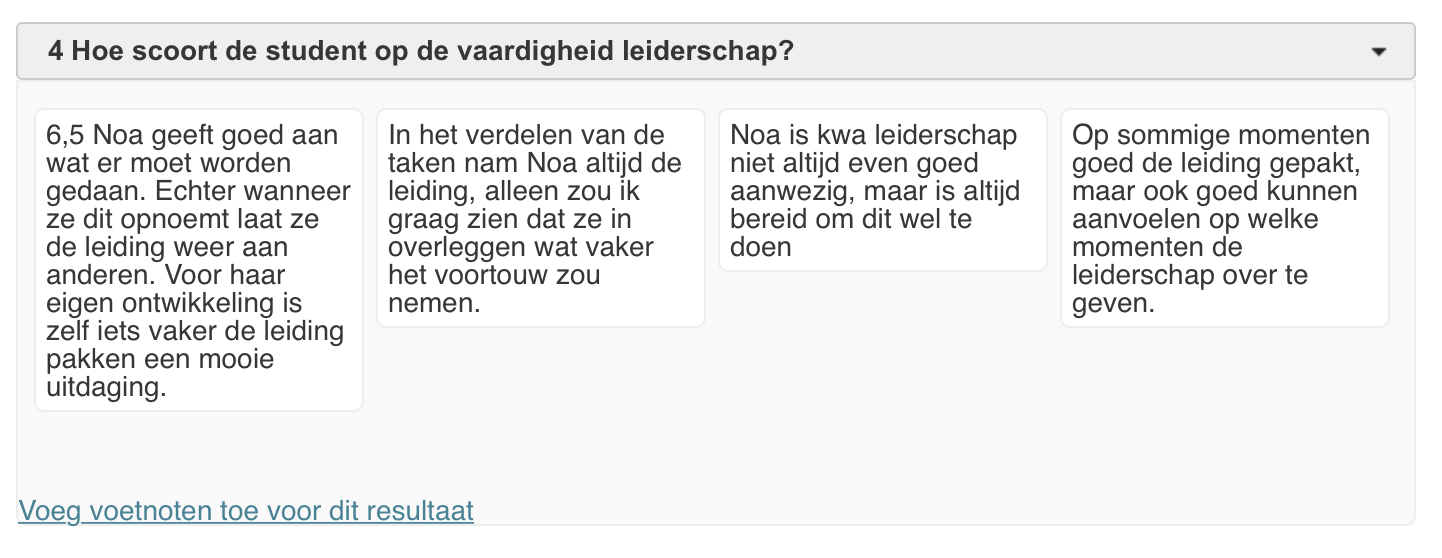 4 Hoe scoort de student op de vaardigheid leiderschap?
6,5 Noa geeft goed aan
wat er moet worden
gedaan. Echter wanneer
ze dit opnoemt laat ze
de leiding weer aan
anderen. Voor haar
eigen ontwikkeling is
zelf iets vaker de leiding
pakken een mooie
uitdaging.
In het verdelen van de
taken nam Noa altijd de
leiding, alleen zou ik
graag zien dat ze in
overleggen wat vaker
het voortouw zou
nemen.
Noa is kwa leiderschap
niet altijd even goed
aanwezig, maar is altijd
bereid om dit wel te
doen
Op sommige momenten
goed de leiding gepakt,
maar ook goed kunnen
aanvoelen op welke
momenten de
leiderschap over te
geven.
Voeg voetnoten toe voor dit resultaat